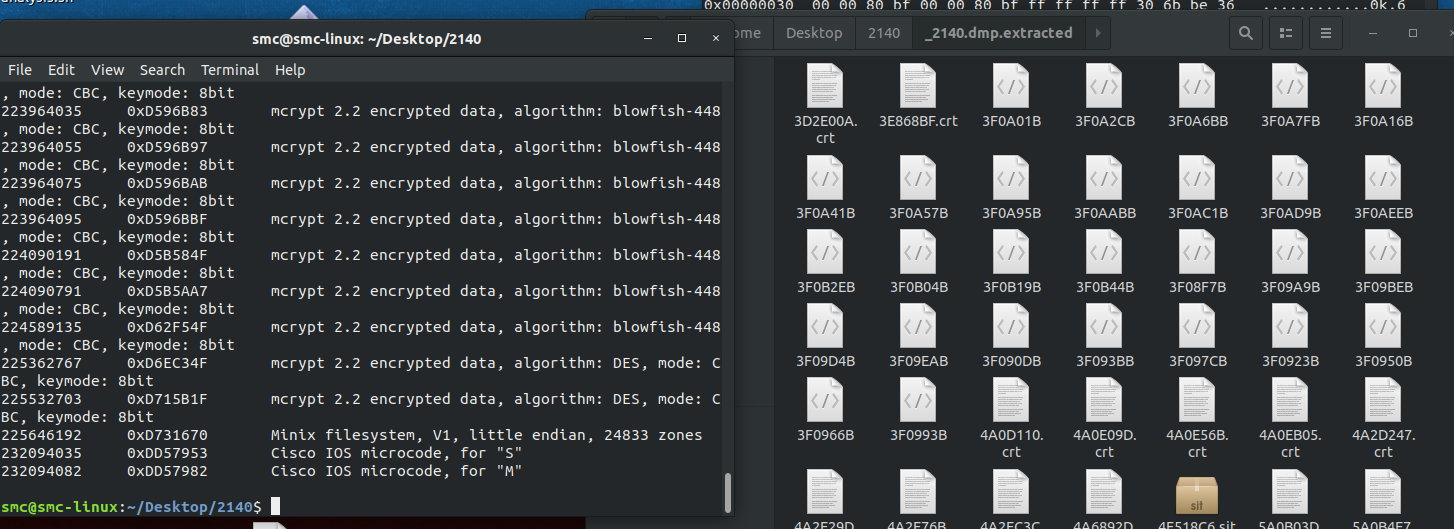 analysis.sh
0x00000030 00 00 80 bf 00 00 80 bf ff ff ff ff 30 6b be 36 ............0k.6
smc@smc-linux: ~/Desktop/2140
File Edit View Search Terminal Help
, mode: CBC, keymode: 8bit
223964035 0xD596B83 mcrypt 2.2 encrypted data, algorithm: blowfish-448
, mode: CBC, keymode: 8bit
223964055 0xD596B97 mcrypt 2.2 encrypted data, algorithm: blowfish-448
, mode: CBC, keymode: 8bit
223964075 0xD596BAB mcrypt 2.2 encrypted data, algorithm: blowfish-448
, mode: CBC, keymode: 8bit
223964095 0xD596BBF mcrypt 2.2 encrypted data, algorithm: blowfish-448
, mode: CBC, keymode: 8bit
224090191 0xD5B584F mcrypt 2.2 encrypted data, algorithm: blowfish-448
, mode: CBC, keymode: 8bit
224090791 0xD5B5AA7 mcrypt 2.2 encrypted data, algorithm: blowfish-448
, mode: CBC, keymode: 8bit
224589135 0xD62F54F mcrypt 2.2 encrypted data, algorithm: blowfish-448
, mode: CBC, keymode: 8bit
225362767 0xD6EC34F mcrypt 2.2 encrypted data, algorithm: DES, mode: C
BC, keymode: 8bit
225532703 0xD715B1F mcrypt 2.2 encrypted data, algorithm: DES, mode: C
BC, keymode: 8bit
225646192 0xD731670 Minix filesystem, V1, little endian, 24833 zones
232094035 0xDD57953 Cisco IOS microcode, for "S"
232094082 0xDD57982 Cisco IOS microcode, for "M"
smc@smc-linux:~/Desktop/2140$
Desktop 2140 _2140.dmp.extracted
3D2E00A.crt 3E868BF.crt 3F0A01B 3F0A2CB 3F0A6BB 3F0A7FB 3F0A16B
3F0A41B 3F0A57B 3F0A95B 3F0AABB 3F0AC1B 3F0AD9B 3F0AEEB
3F0B2EB 3F0B04B 3F0B19B 3F0B44B 3F08F7B 3F09A9B 3F09BEB
3F09D4B 3F09EAB 3F090DB 3F093BB 3F097CB 3F0923B 3F0950B
3F0966B 3F0993B 4A0D110.crt 4A0E09D.crt 4A0E56B.crt 4A0EB05.crt 4A2D247.crt
4A2E29D. 4A2E76B. 4A2EC3C. 4A6892D. 4E518C6.sit 5A0B03D. 5A0B4E7.